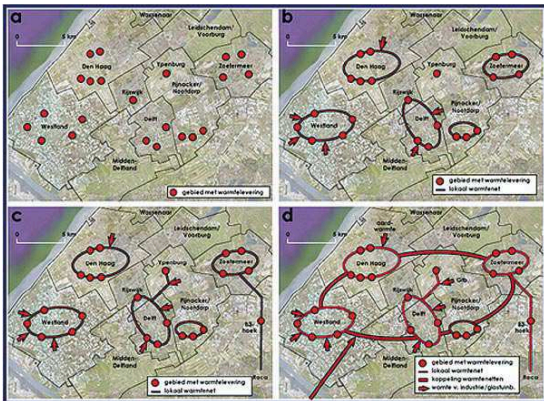 a
Wassenaar
Leidschendam/
Voorburg
0
5 km
Den Haag
Ypenburg
Zoetermeer
Rijswijk
Pijnacker/
Nootdorp
Delft
Westland
Midden-
Delfland
gebied met warmtelevering
b
Wassenaar
Leidschendam/
Voorburg
0
5 km
Den Haag
Ypenburg
Zoetermeer
Rijswijk
Pijnacker/
Nootdorp
Delft
Westland
Midden-
Delfland
gebied met warmtelevering
lokaal warmtenet
c
Wassenaar
Leidschendam/
Voorburg
0
5 km
Den Haag
Ypenburg
Zoetermeer
Rijswijk
Pijnacker/
Nootdorp
Delft
Westland
B3-
hoek
Midden-
Delfland
Roca
gebied met warmtelevering
lokaal warmtenet
d
Wassenaar
aard-
warmte
Leidschendam/
Voorburg
0
5 km
Den Haag
Zoetermeer
Rijswijk
Pijnacker/
Nootdorp
Delft
Westland
B3-
hoek
Midden-
Delfland
Roca
gebied met warmtelevering
lokaal warmtenet
koppeling warmtenetten
warmte v. industrie/glastuinb.